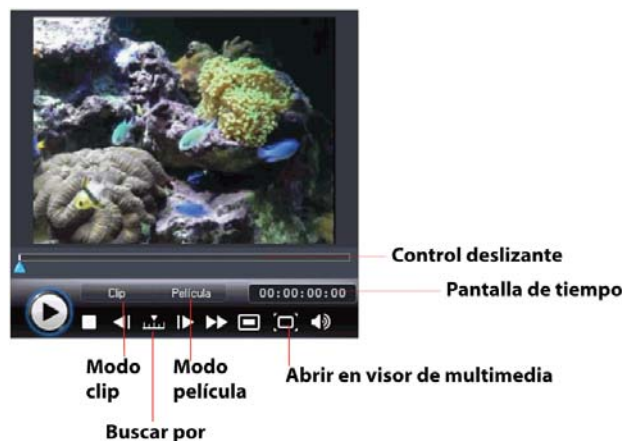 Control deslizante
Clip Película 00:00:00:00
Pantalla de tiempo
Modo clip
Modo película
Abrir en visor de multimedia
Buscar por